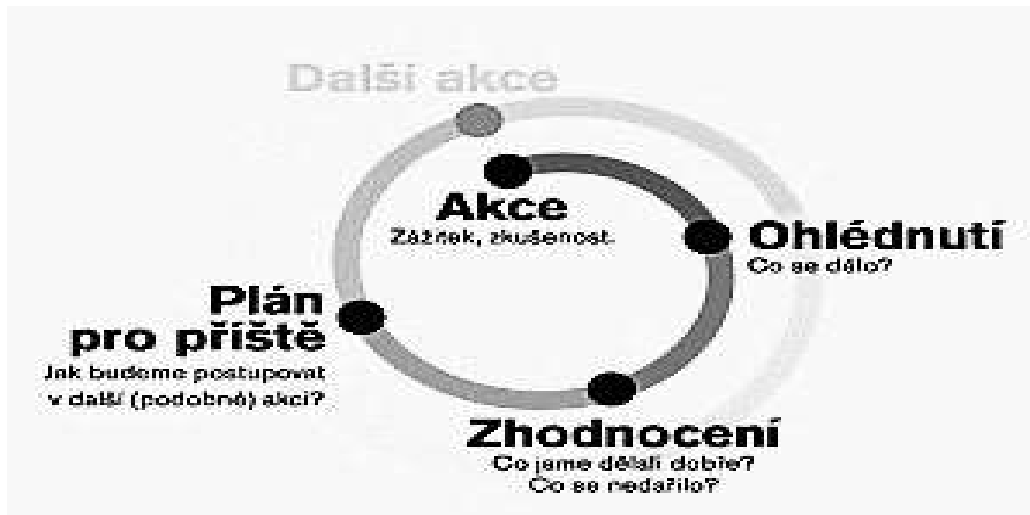 Další akce
Akce
Zážitek, zkušenost.
Ohlédnutí
Co se dělo?
Plán
pro příště
Jak budeme postupovat
v další (podobné) akci?
Zhodnocení
Co jsme dělali dobře?
Co se nedařilo?